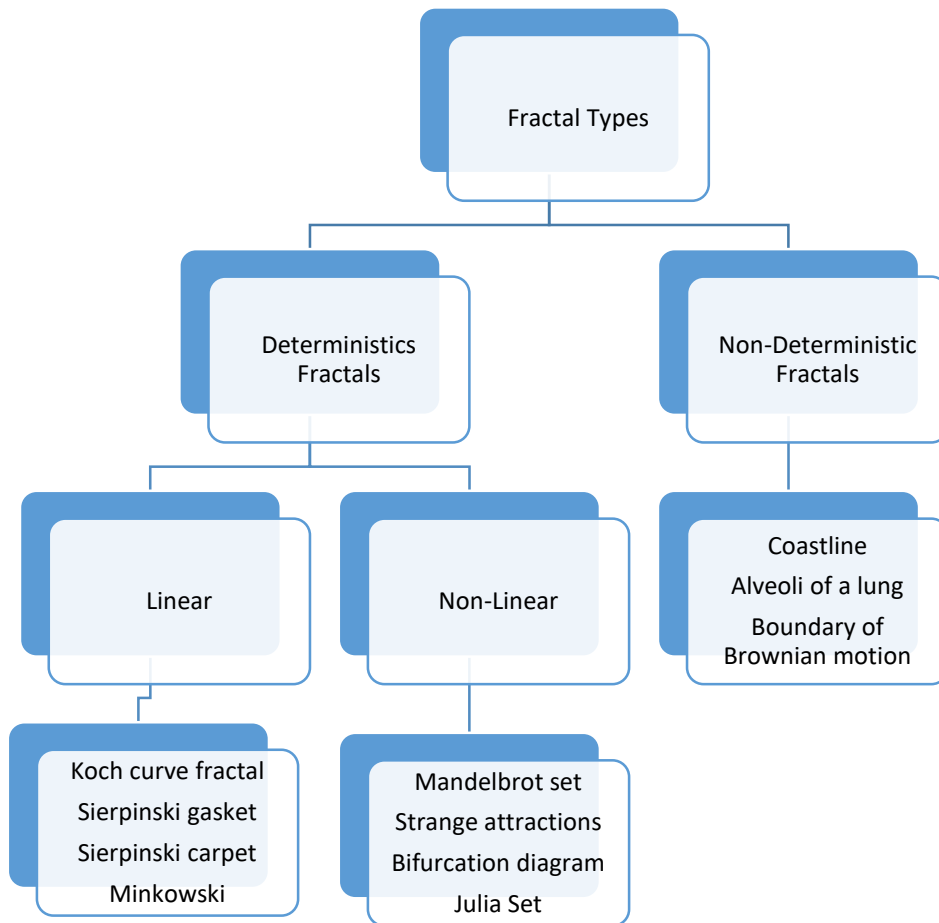 Fractal Types
Deterministics
Fractals
Non-Deterministic
Fractals
Linear
Non-Linear
Coastline
Alveoli of a lung
Boundary of
Brownian motion
Koch curve fractal
Sierpinski gasket
Sierpinski carpet
Minkowski
Mandelbrot set
Strange attractions
Bifurcation diagram
Julia Set